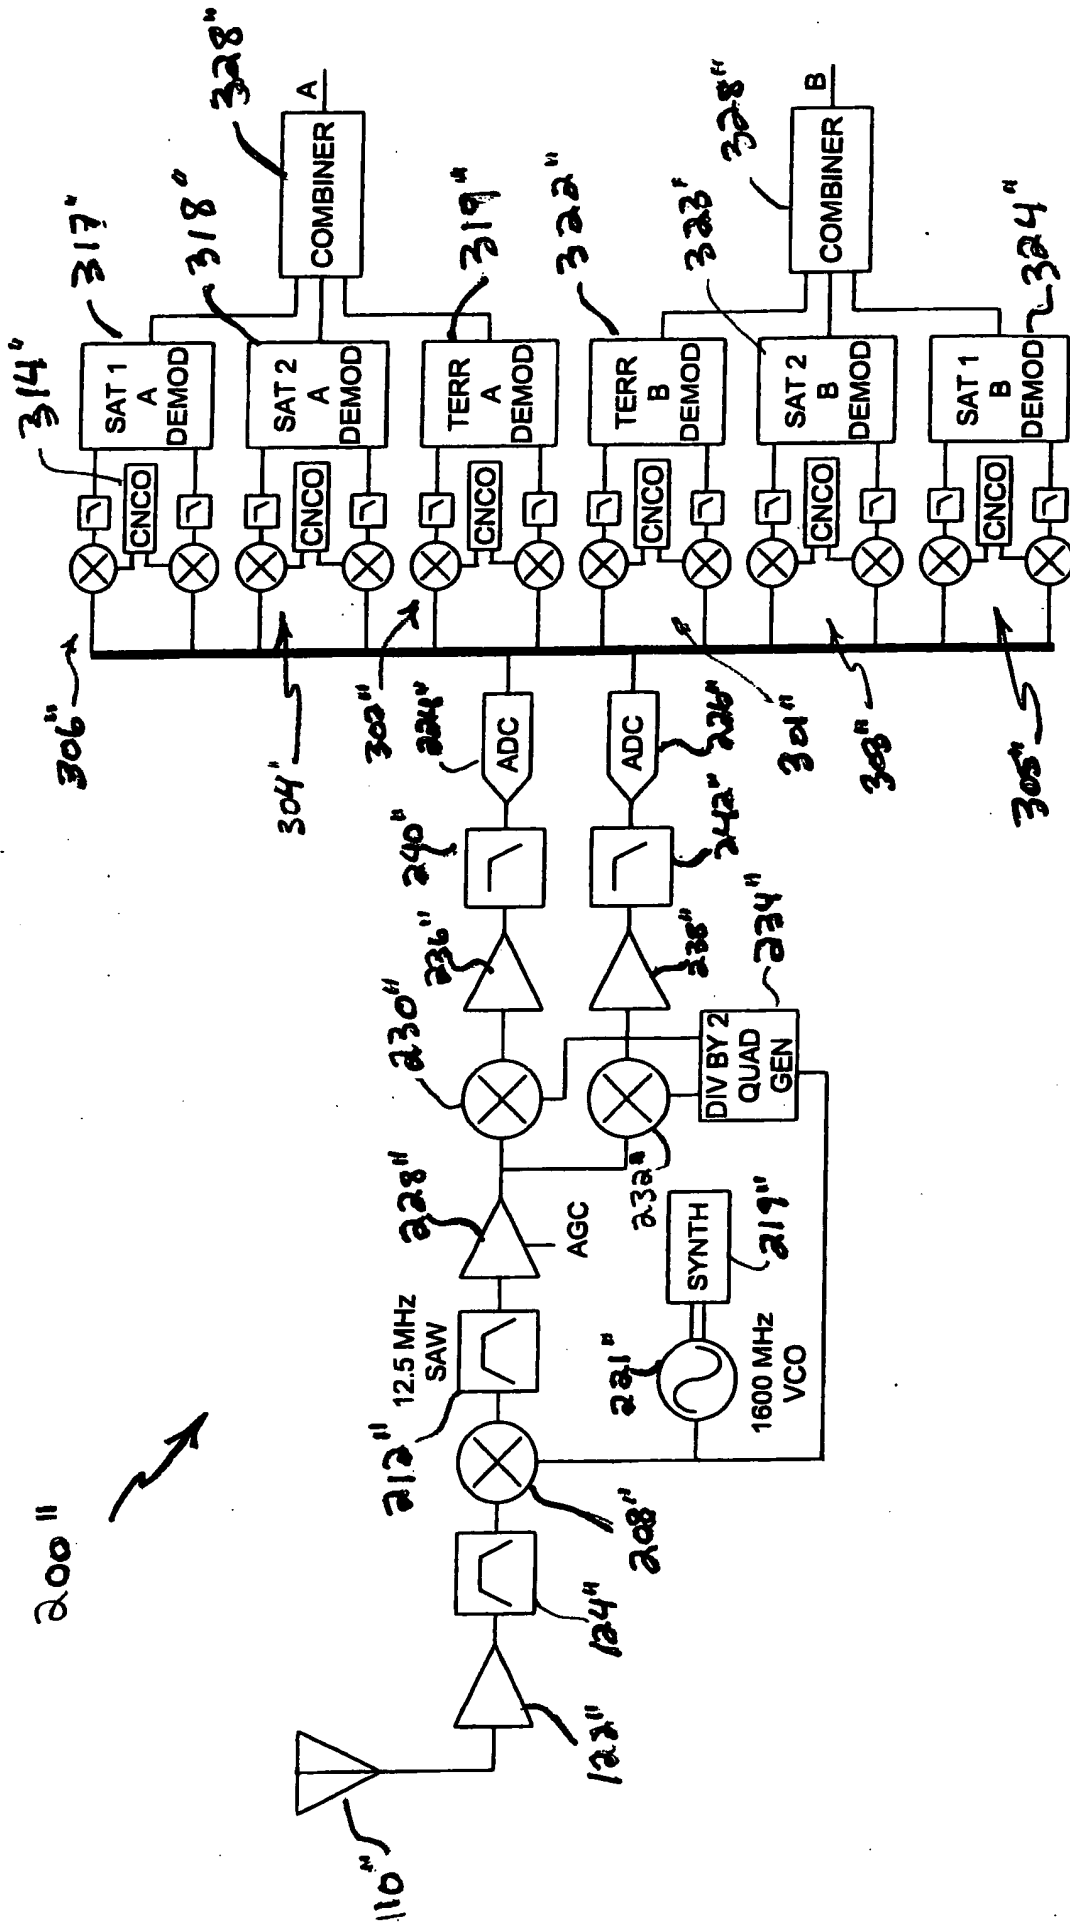 200"
110"
122"
124"
208"
212"
12.5 MHz
SAW
228"
AGC
221"
1600 MHz
VCO
SYNTH
219"
230"
232"
DIV BY 2
QUAD
GEN
234"
236"
238"
240"
242"
ADC
224"
ADC
226"
306"
304"
302"
301"
303"
305"
CNCO
314"
SAT 1
A
DEMOD
317"
CNCO
SAT 2
A
DEMOD
318"
CNCO
TERR
A
DEMOD
319"
CNCO
TERR
B
DEMOD
322"
CNCO
SAT 2
B
DEMOD
323"
CNCO
SAT 1
B
DEMOD
324"
COMBINER
A
328"
COMBINER
B
328"